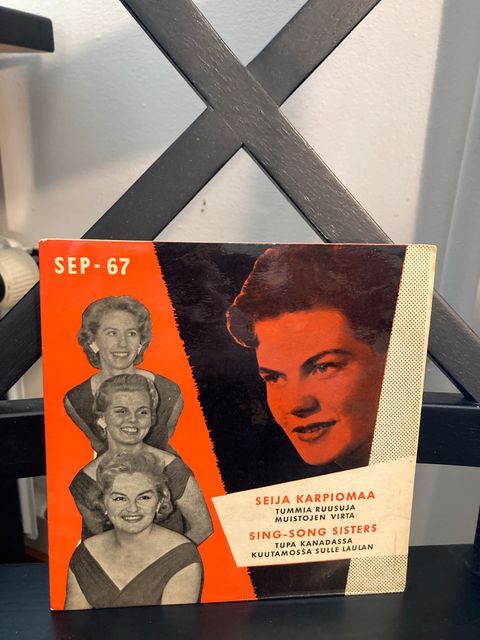 SEP-67
SEIJA KARPIOMAA
TUMMIA RUUSUJA
MUISTOJEN VIRTA
SING-SONG SISTERS
TUPA KANADASSA
KUUTAMOSSA SULLE LAULAN